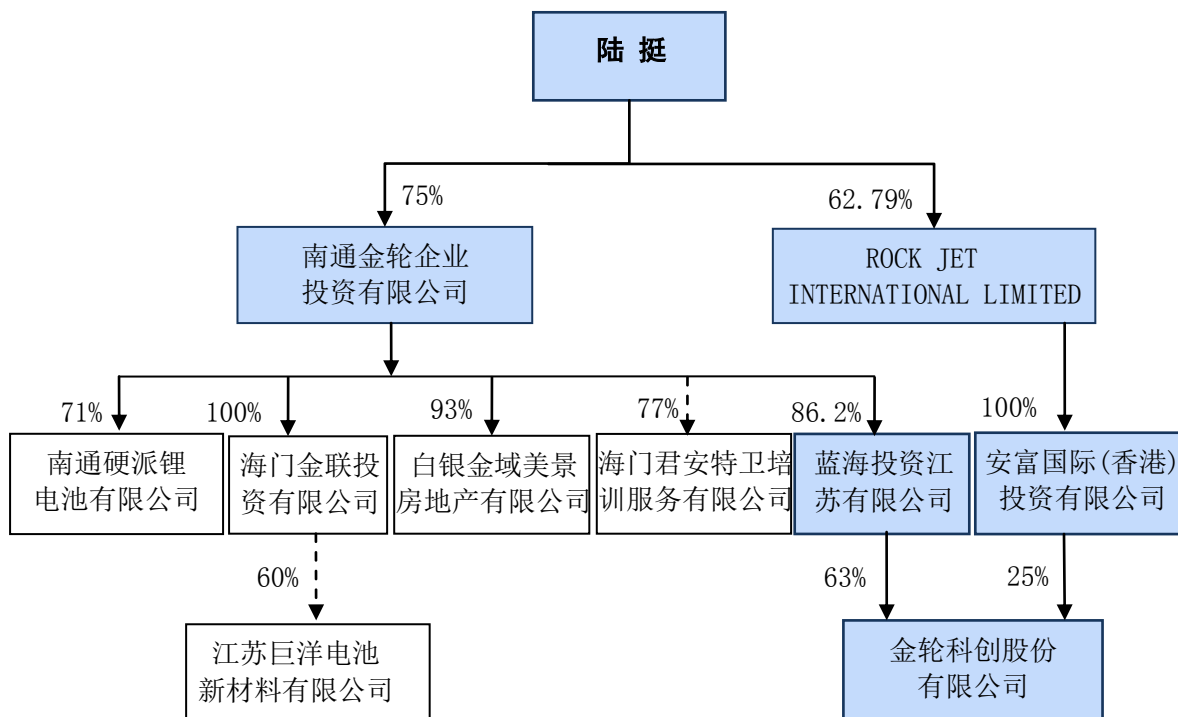 陆 挺
75%
62.79%
南通金轮企业
投资有限公司
ROCK JET
INTERNATIONAL LIMITED
71%
100%
93%
77%
86.2%
100%
南通硬派锂
电池有限公司
海门金联投
资有限公司
白银金域美景
房地产有限公司
海门君安特卫培
训服务有限公司
蓝海投资江
苏有限公司
安富国际(香港)
投资有限公司
60%
63%
25%
江苏巨洋电池
新材料有限公司
金轮科创股份
有限公司